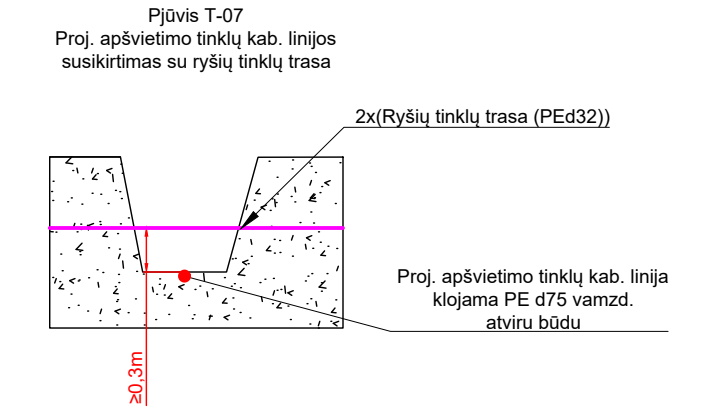 Pjūvis T-07
Proj. apšvietimo tinklų kab. linijos
susikirtimas su ryšių tinklų trasa
2x(Ryšių tinklų trasa (PEd32))
Proj. apšvietimo tinklų kab. linija
klojama PE d75 vamzd.
atviru būdu
≥0,3m